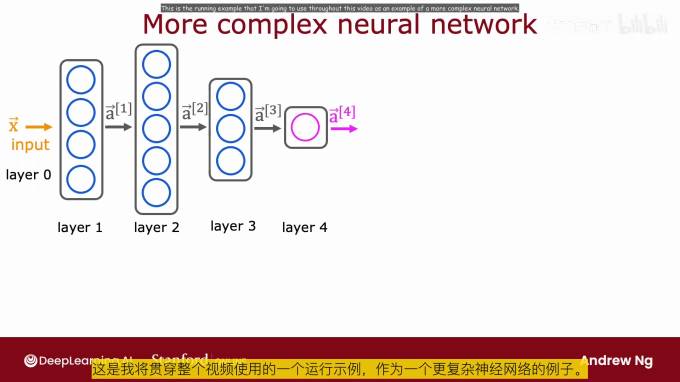 This is the running example that I'm going to use throughout this video as an example of a more complex neural network.
More complex neural network
x⃗
input
layer 0
a⃗[1]
a⃗[2]
a⃗[3]
a⃗[4]
layer 1
layer 2
layer 3
layer 4
DeepLearning.AI
Stanford
Andrew Ng
这是我将贯穿整个视频使用的一个运行示例，作为一个更复杂神经网络的例子。
bilibili